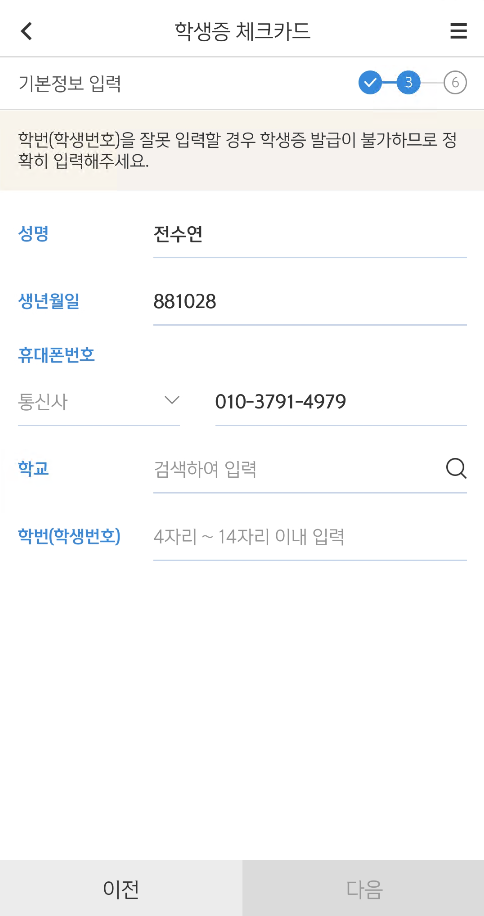 학생증 체크카드
기본정보 입력
3
6
학번(학생번호)을 잘못 입력할 경우 학생증 발급이 불가하므로 정
확히 입력해주세요.
성명
전수연
생년월일
881028
휴대폰번호
통신사
010-3791-4979
학교
검색하여 입력
학번(학생번호)
4자리 ~ 14자리 이내 입력
이전
다음